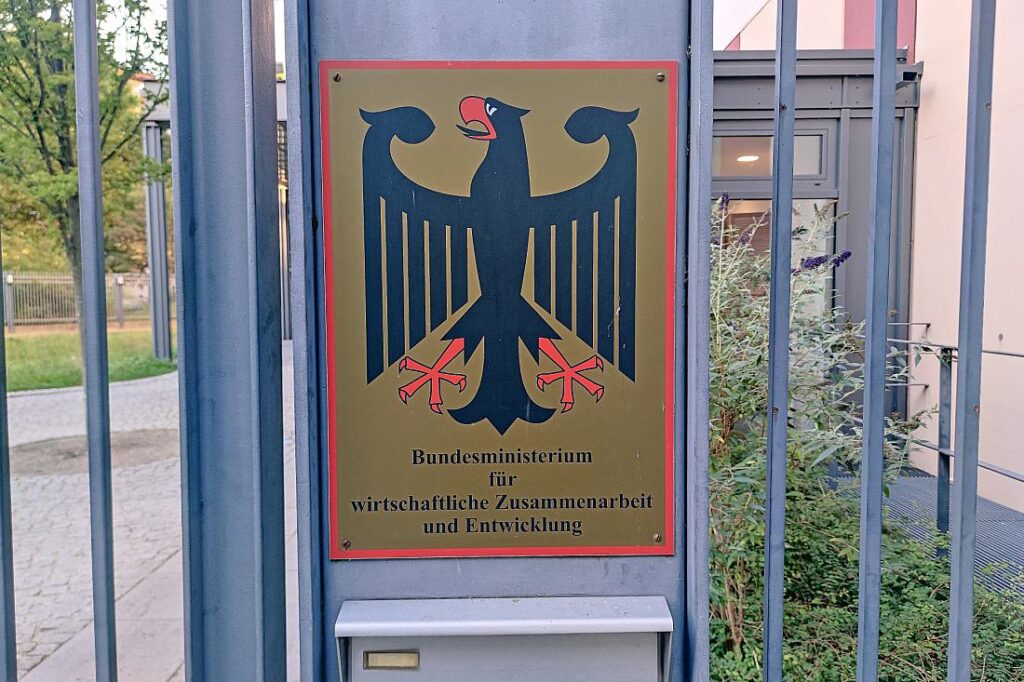 Bundesministerium
für
wirtschaftliche Zusammenarbeit
und Entwicklung